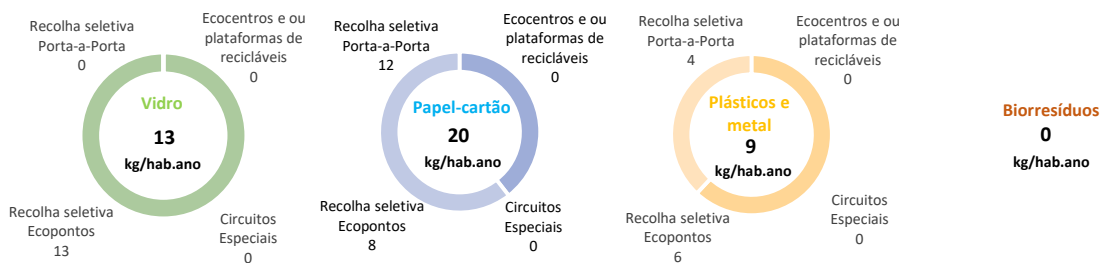 Recolha seletiva
Porta-a-Porta
0
Ecocentros e ou
plataformas de
recicláveis
0
Vidro
13
kg/hab.ano
Recolha seletiva
Ecopontos
13
Circuitos
Especiais
0
Recolha seletiva
Porta-a-Porta
12
Ecocentros e ou
plataformas de
recicláveis
0
Papel-cartão
20
kg/hab.ano
Recolha seletiva
Ecopontos
8
Circuitos
Especiais
0
Recolha seletiva
Porta-a-Porta
4
Ecocentros e ou
plataformas de
recicláveis
0
Plásticos e
metal
9
kg/hab.ano
Recolha seletiva
Ecopontos
6
Circuitos
Especiais
0
Biorresíduos
0
kg/hab.ano